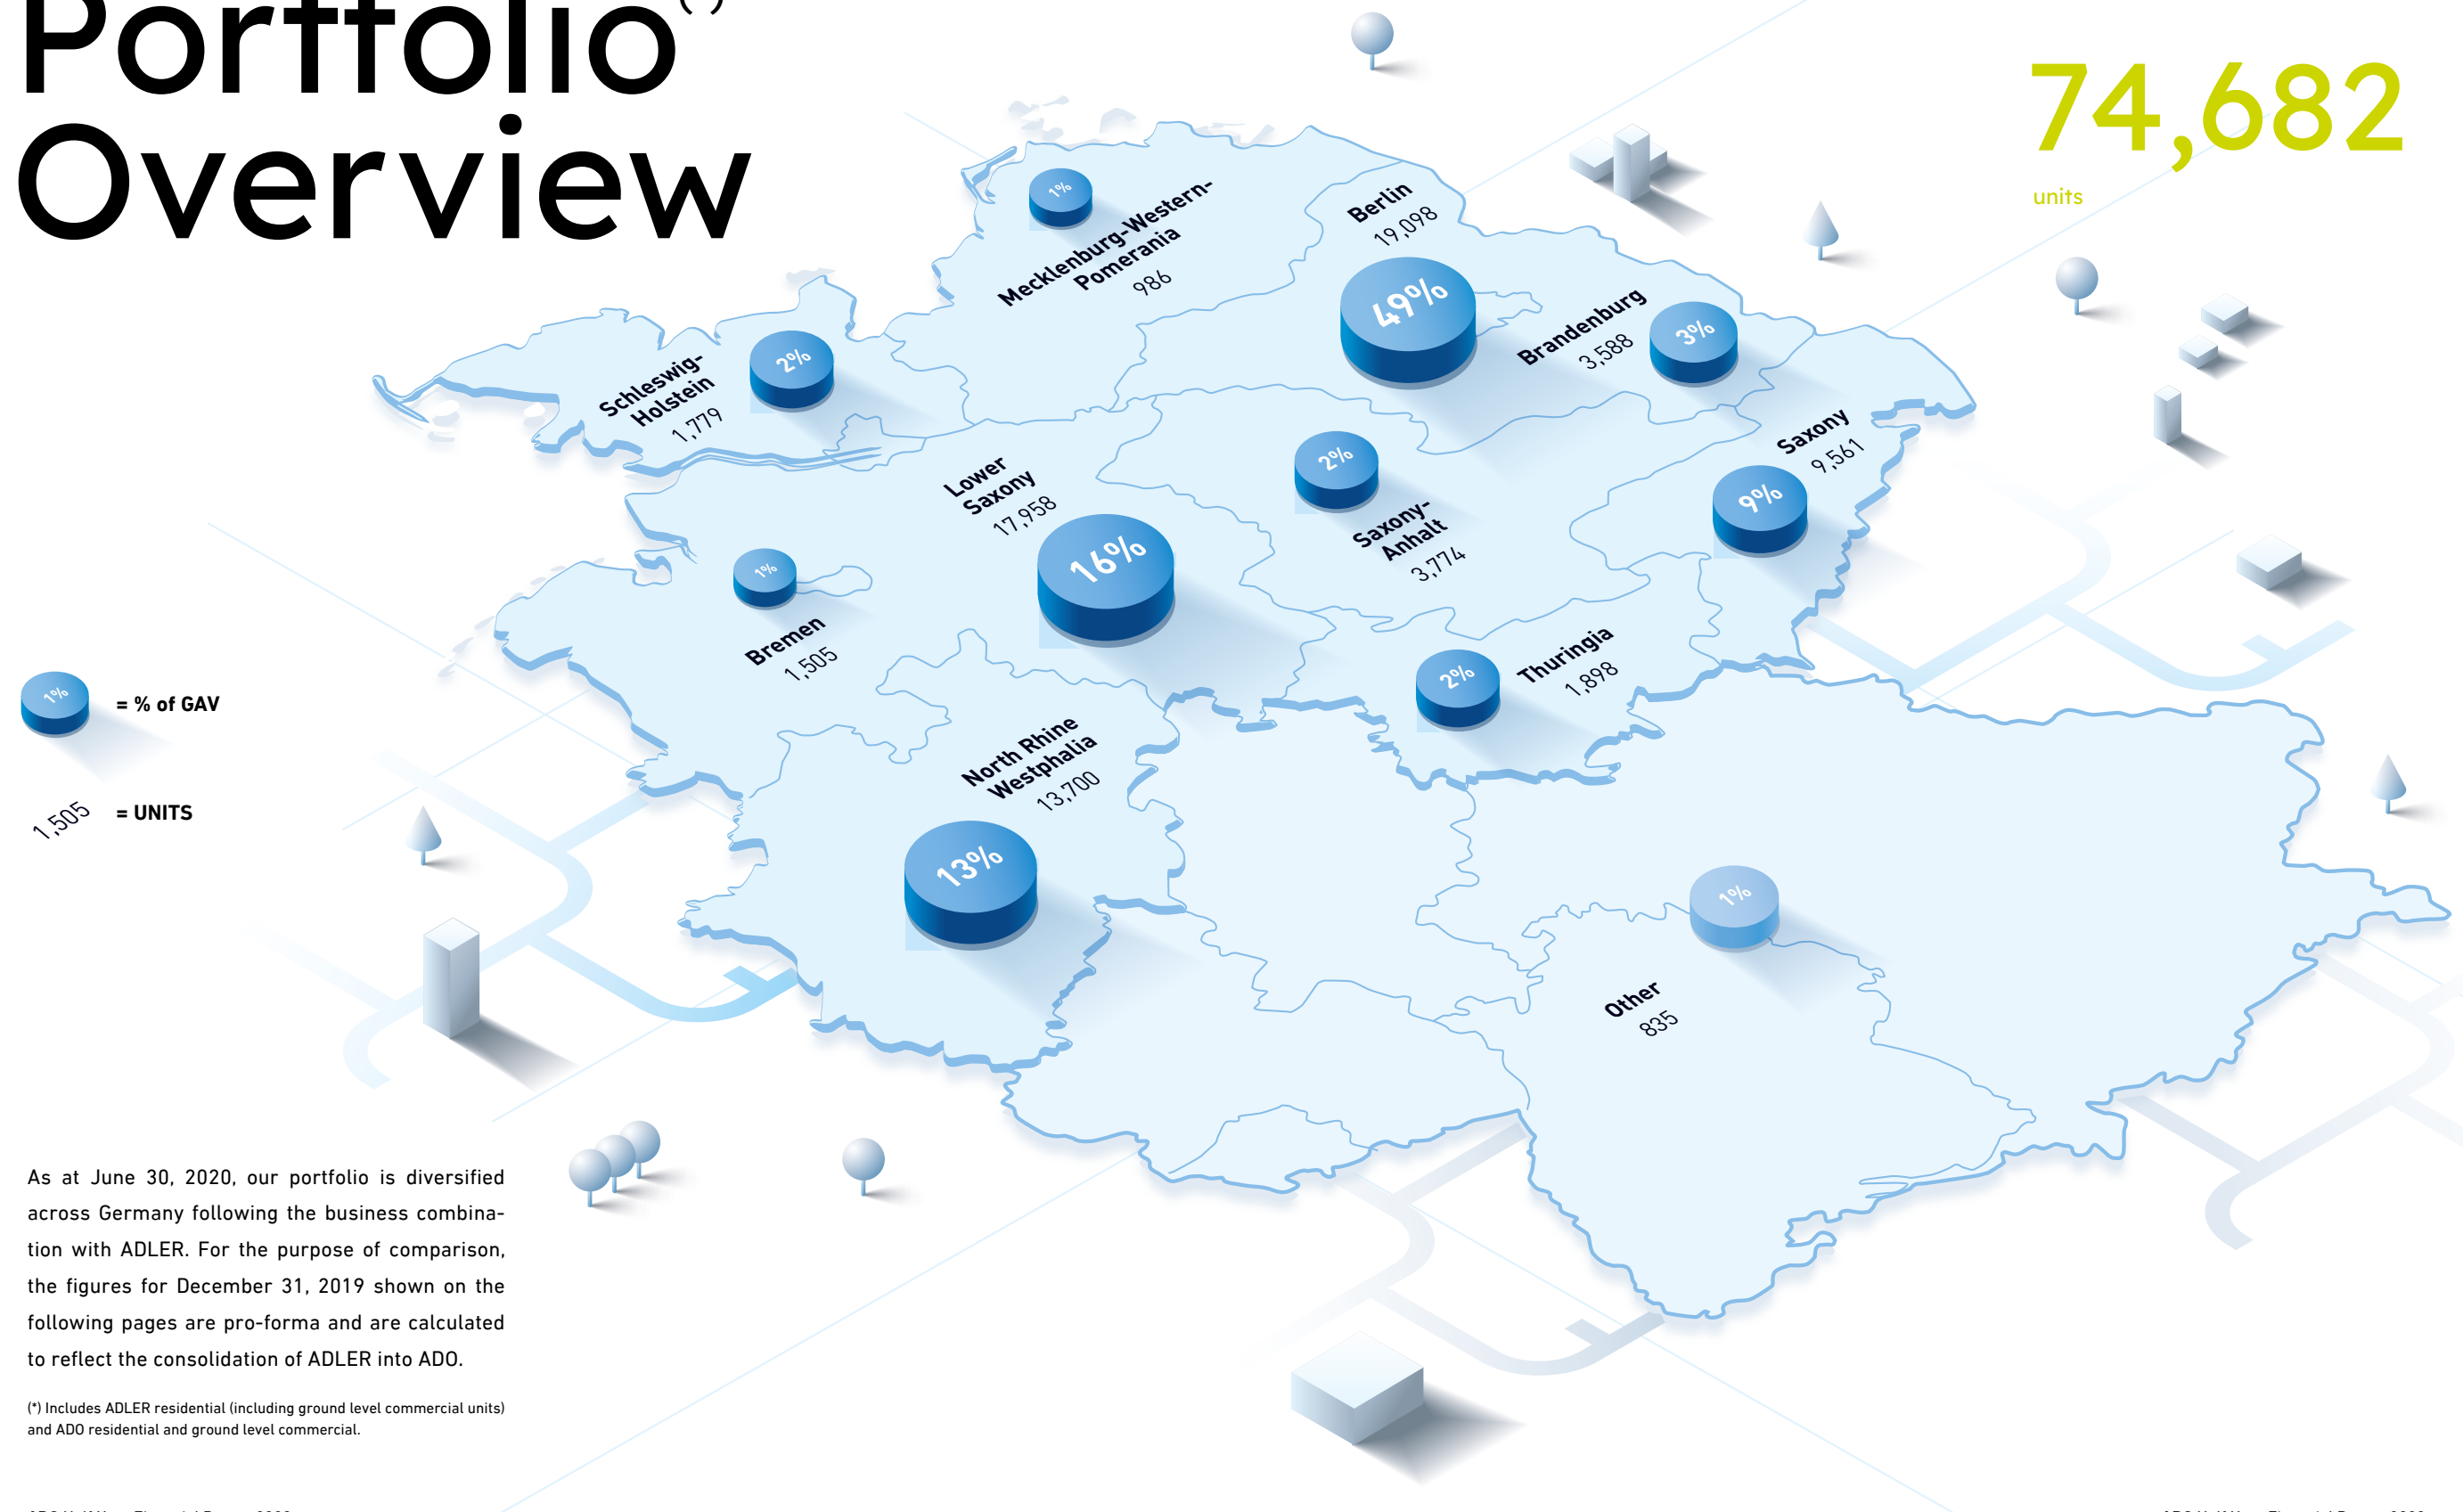 Portfolio(*)
Overview
74,682
units
1%
Mecklenburg-Western-
Pomerania
986
Berlin
19,098
49%
Brandenburg
3,588
3%
Schleswig-
Holstein
1,779
2%
Saxony
9,561
9%
Lower
Saxony
17,958
16%
2%
Saxony-
Anhalt
3,774
1%
Bremen
1,505
2%
Thuringia
1,898
1%
= % of GAV
1,505
= UNITS
North Rhine
Westphalia
13,700
13%
1%
Other
835
As at June 30, 2020, our portfolio is diversified
across Germany following the business combina-
tion with ADLER. For the purpose of comparison,
the figures for December 31, 2019 shown on the
following pages are pro-forma and are calculated
to reflect the consolidation of ADLER into ADO.
(*) Includes ADLER residential (including ground level commercial units)
and ADO residential and ground level commercial.